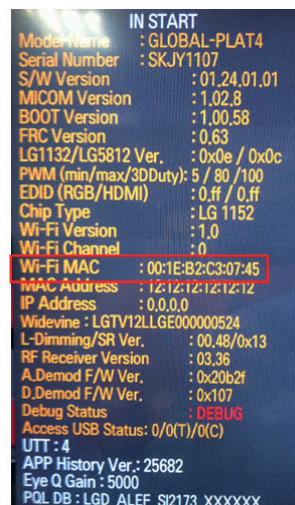 IN START
Model Name : GLOBAL-PLAT4
Serial Number : SKJY1107
S/W Version : 01.24.01.01
MICOM Version : 1.02.8
BOOT Version : 1.00.58
FRC Version : 0.63
LG1132/LG5812 Ver. : 0x0e / 0x0c
PWM (min/max/3DDuty): 5 / 80 /100
EDID (RGB/HDMI) : 0.ff / 0.ff
Chip Type : LG 1152
Wi-Fi Version : 1.0
Wi-Fi Channel : 0
Wi-Fi MAC : 00:1E:B2:C3:07:45
MAC Address : 12:12:12:12:12:12
IP Address : 0.0.0.0
Widevine : LGTV12LLGE000000524
L-Dimming/SR Ver. : 00.48/0x13
RF Receiver Version : 03.36
A.Demod F/W Ver. : 0x20b2f
D.Demod F/W Ver. : 0x107
Debug Status : DEBUG
Access USB Status: 0/0(T)/0(C)
UTT : 4
APP History Ver.: 25682
Eye Q Gain : 5000
PQL DB : LGD_ALEF_SI2173_XXXXXX